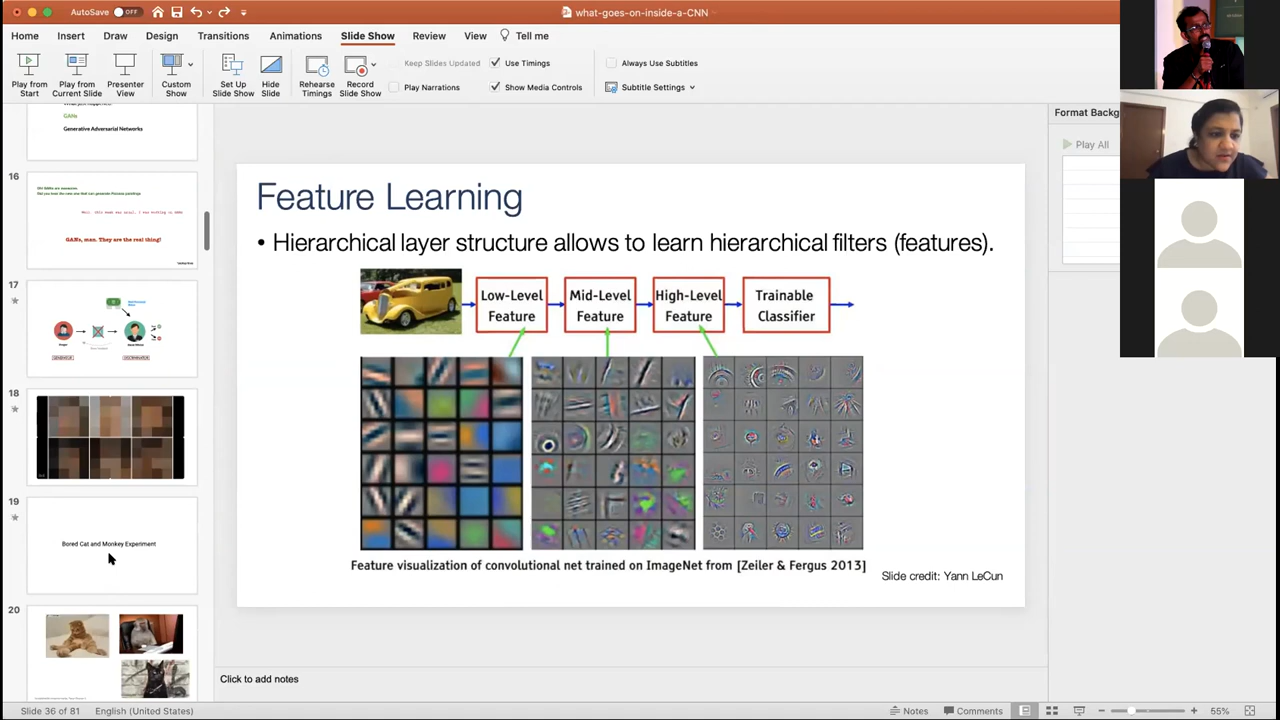 AutoSave OFF
what-goes-on-inside-a-CNN
Home Insert Draw Design Transitions Animations Slide Show Review View Tell me
Play from Start
Play from Current Slide
Presenter View
Custom Show
Set Up Slide Show
Hide Slide
Rehearse Timings
Record Slide Show
Keep Slides Updated
Use Timings
Play Narrations
Show Media Controls
Always Use Subtitles
Subtitle Settings
GANs
Generative Adversarial Networks
16
GANs, man. They are the real thing!
17
18
19
Bored Cat and Monkey Experiment
20
Feature Learning
• Hierarchical layer structure allows to learn hierarchical filters (features).
Low-Level Feature
Mid-Level Feature
High-Level Feature
Trainable Classifier
Feature visualization of convolutional net trained on ImageNet from [Zeiler & Fergus 2013]
Slide credit: Yann LeCun
Format Backg
Play All
Click to add notes
Slide 36 of 81 English (United States)
Notes Comments 55%